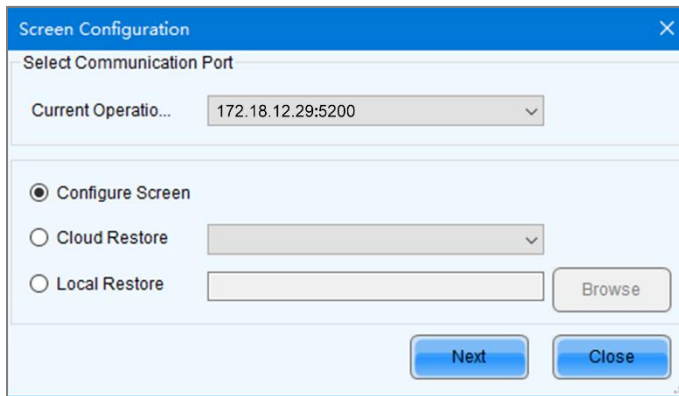 Screen Configuration
Select Communication Port
Current Operatio... 172.18.12.29:5200
Configure Screen
Cloud Restore
Local Restore Browse
Next Close